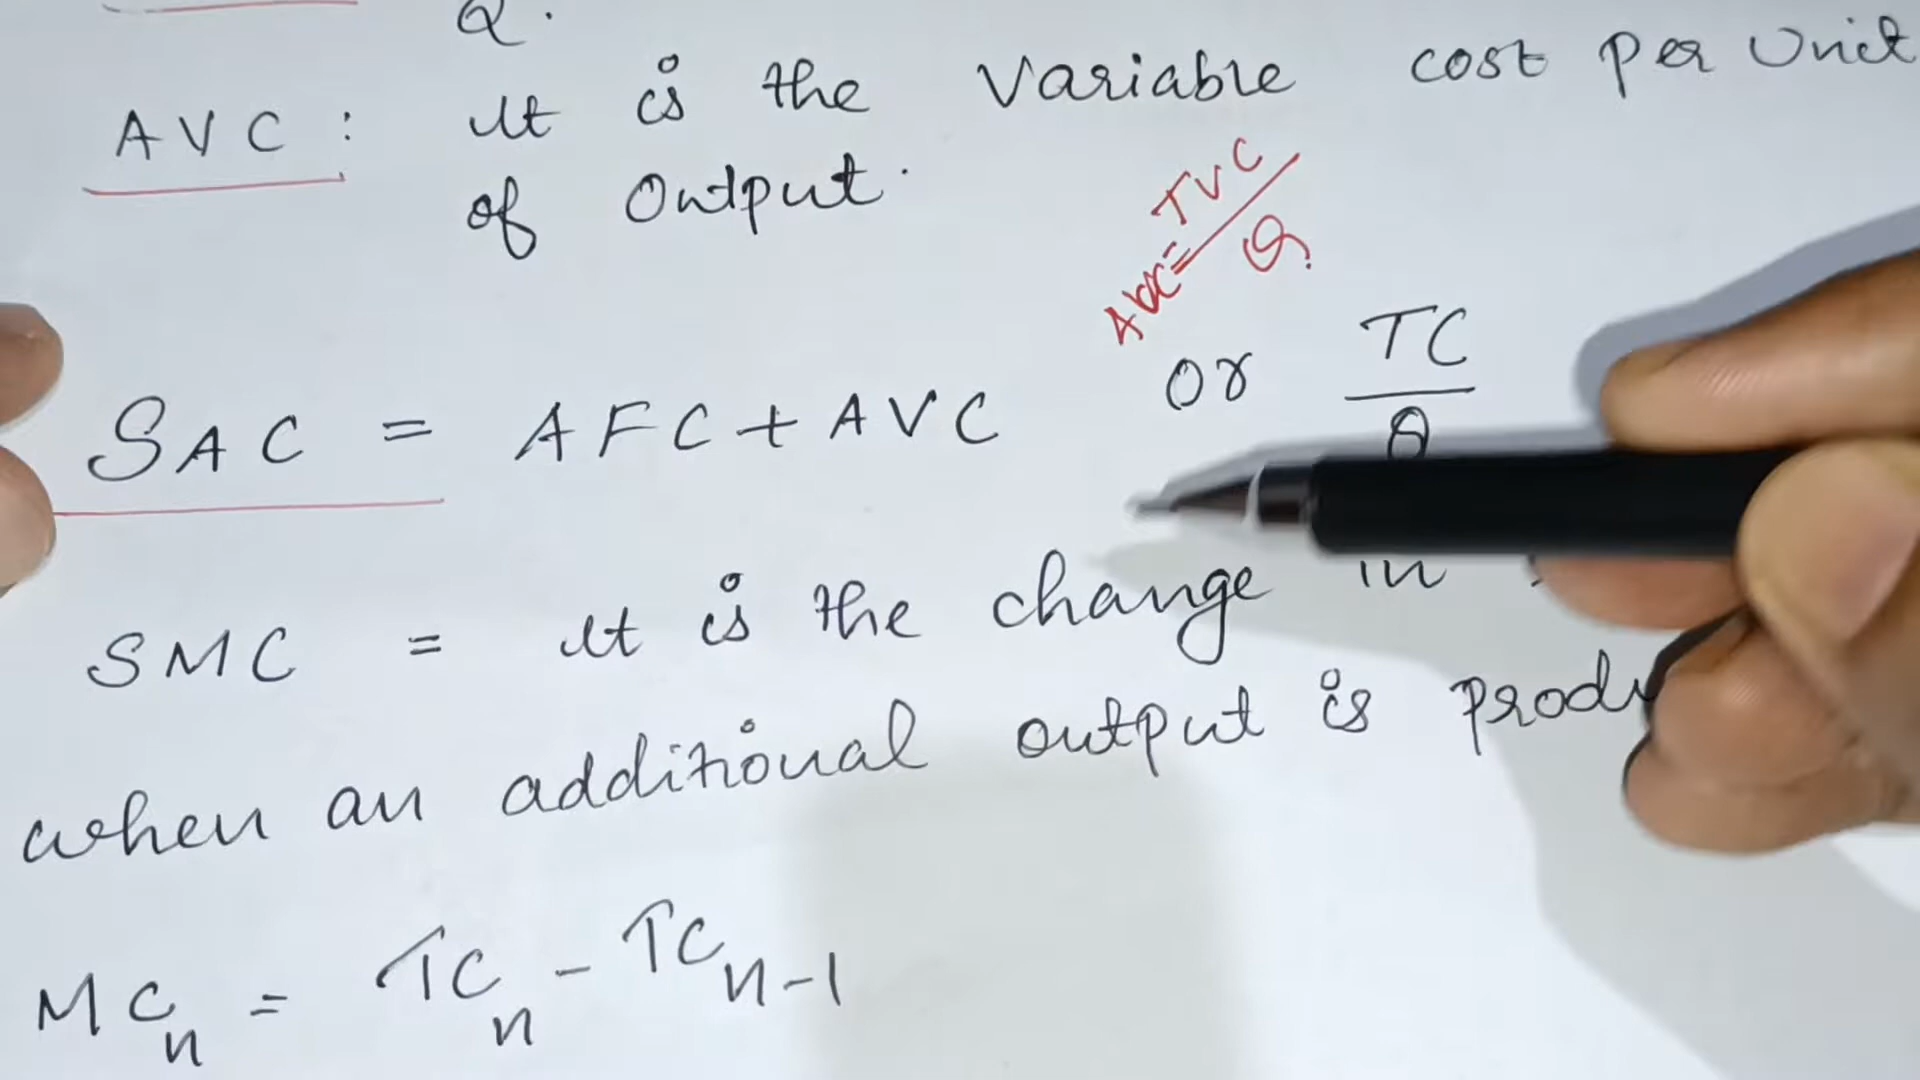 Q.
AVC : It is the Variable cost per Unit
of Output.
AVC = TVC / Q.
SAC = AFC + AVC or TC / Q
SMC = It is the change in
when an additional output is
MCn = TCn - TCn-1